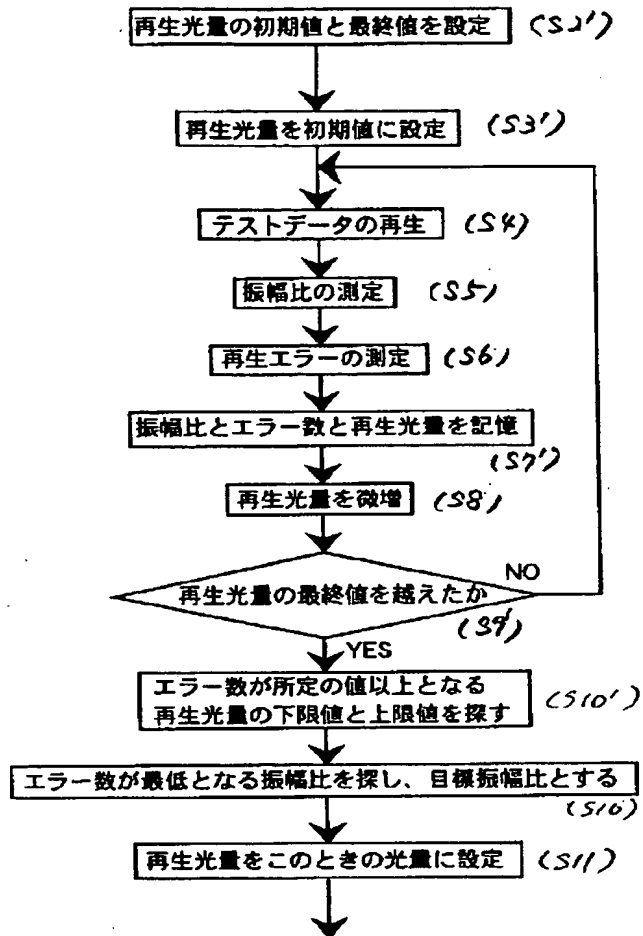 再生光量の初期値と最終値を設定 (S2')
再生光量を初期値に設定 (S3')
テストデータの再生 (S4)
振幅比の測定 (S5)
再生エラーの測定 (S6)
振幅比とエラー数と再生光量を記憶
(S7')
再生光量を微増 (S8)
NO
再生光量の最終値を越えたか
(S9')
YES
エラー数が所定の値以上となる
再生光量の下限値と上限値を探す (S10')
エラー数が最低となる振幅比を探し、目標振幅比とする
(S10)
再生光量をこのときの光量に設定 (S11)